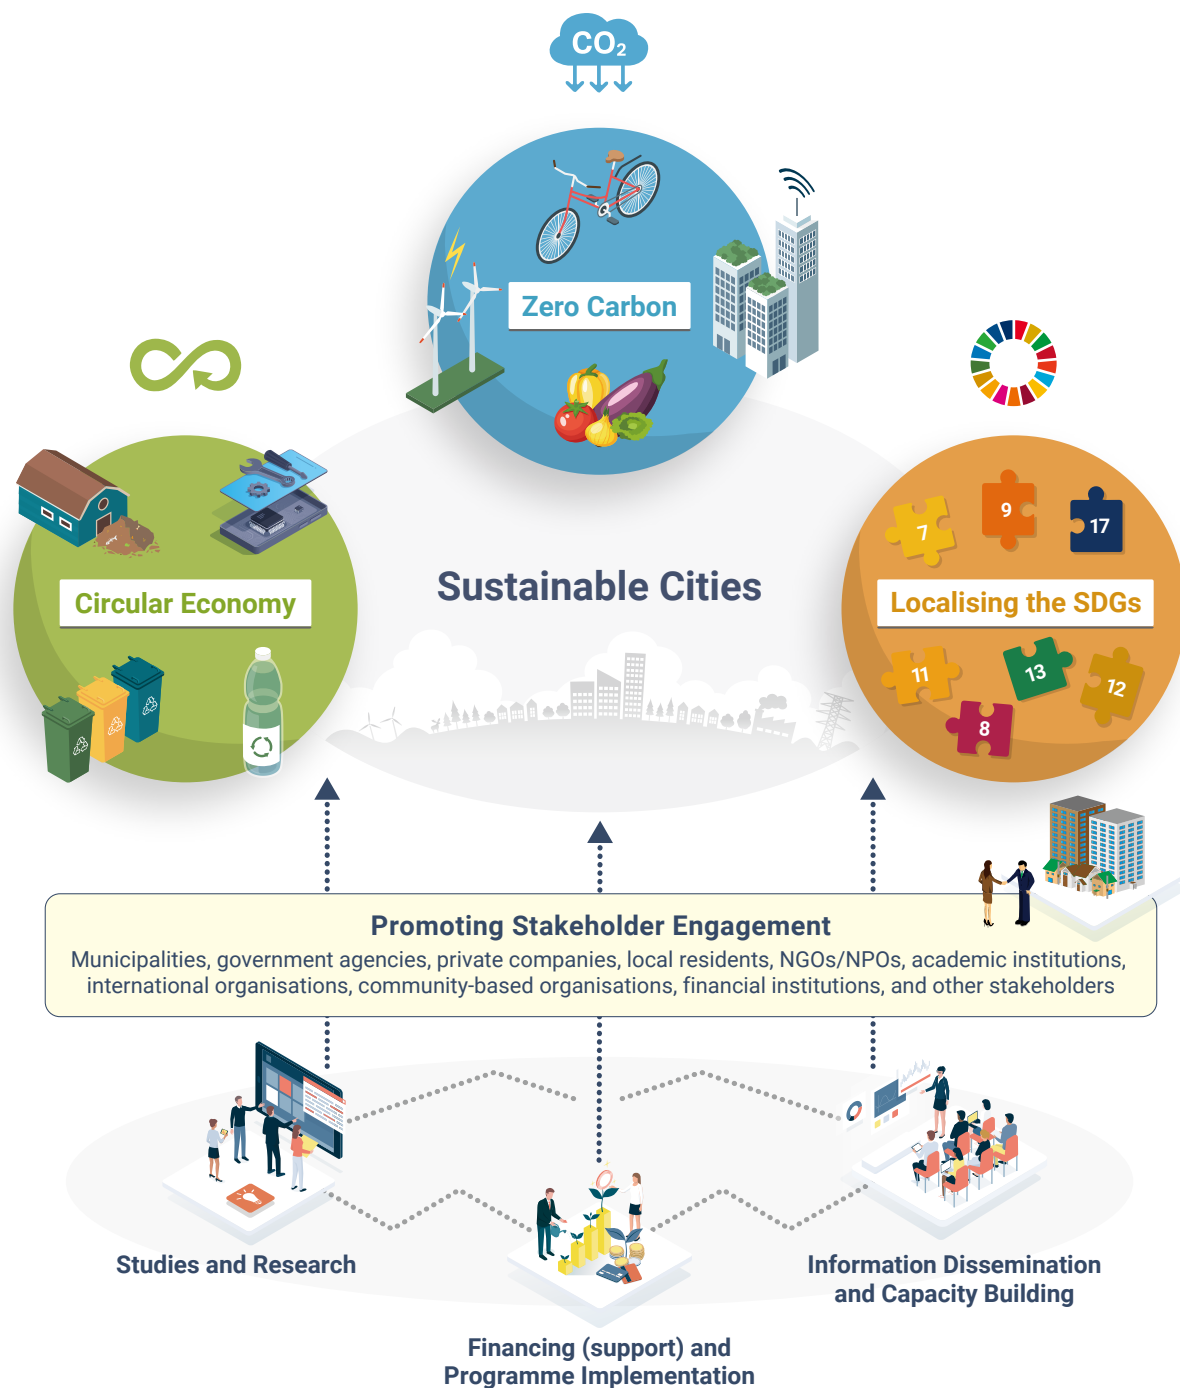 CO₂
Zero Carbon
Circular Economy
Sustainable Cities
Localising the SDGs
7
9
17
11
13
12
8
Promoting Stakeholder Engagement
Municipalities, government agencies, private companies, local residents, NGOs/NPOs, academic institutions,
international organisations, community-based organisations, financial institutions, and other stakeholders
Studies and Research
Financing (support) and
Programme Implementation
Information Dissemination
and Capacity Building